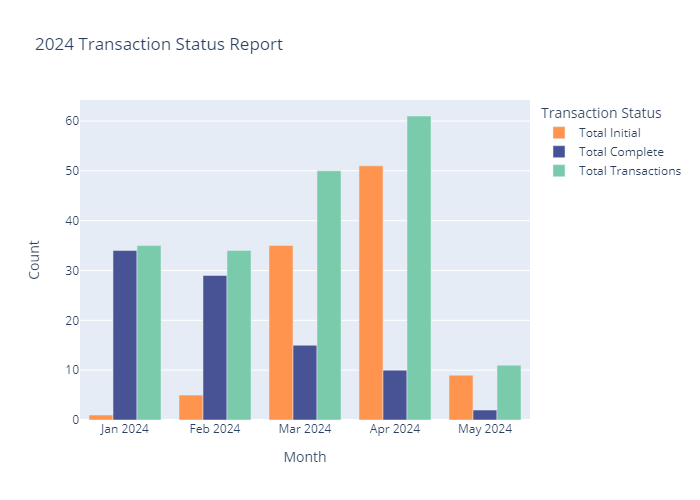 2024 Transaction Status Report
Transaction Status
Total Initial
Total Complete
Total Transactions
60
50
40
30
20
10
0
Count
Jan 2024 Feb 2024 Mar 2024 Apr 2024 May 2024
Month